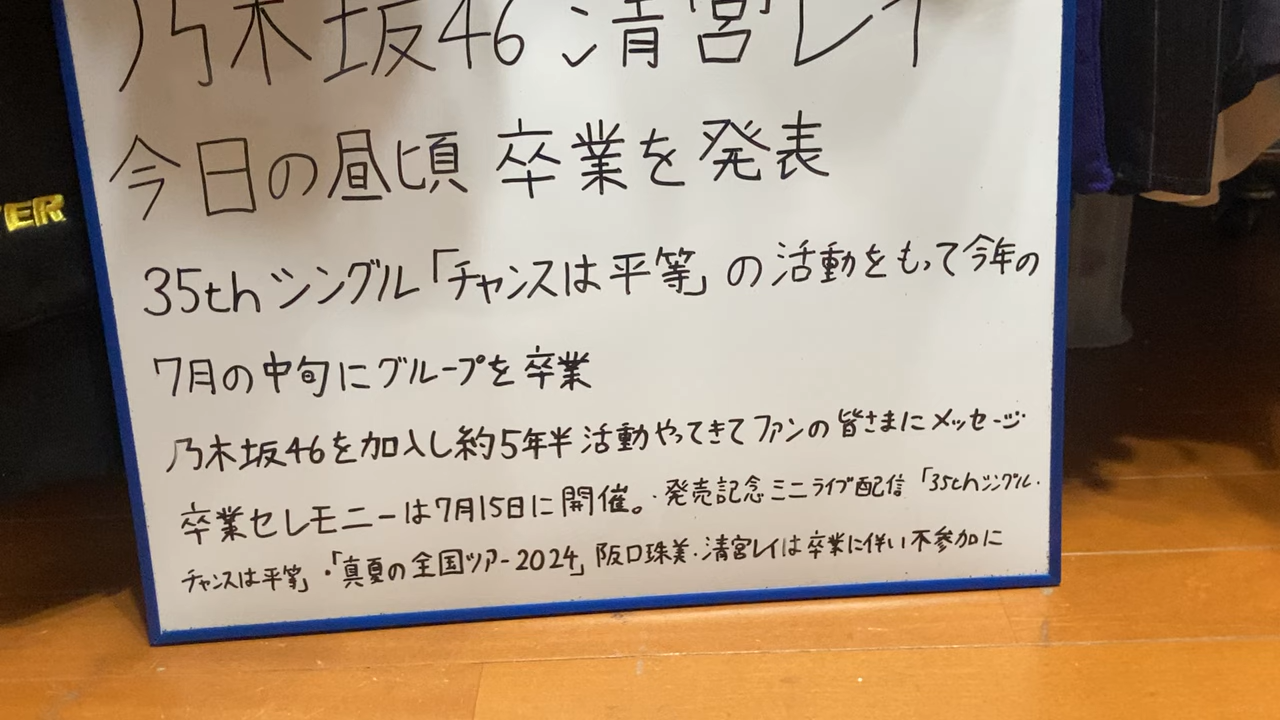 乃木坂46 清宮レイ
今日の昼頃 卒業を発表
35thシングル「チャンスは平等」の活動をもって今年の
7月の中旬にグループを卒業
乃木坂46を加入し約5年半活動やってきてファンの皆さまにメッセージ
卒業セレモニーは7月15日に開催。・発売記念ミニライブ配信「35thシングル.
チャンスは平等」・「真夏の全国ツアー2024」阪口珠美.清宮レイは卒業に伴い不参加に
ER